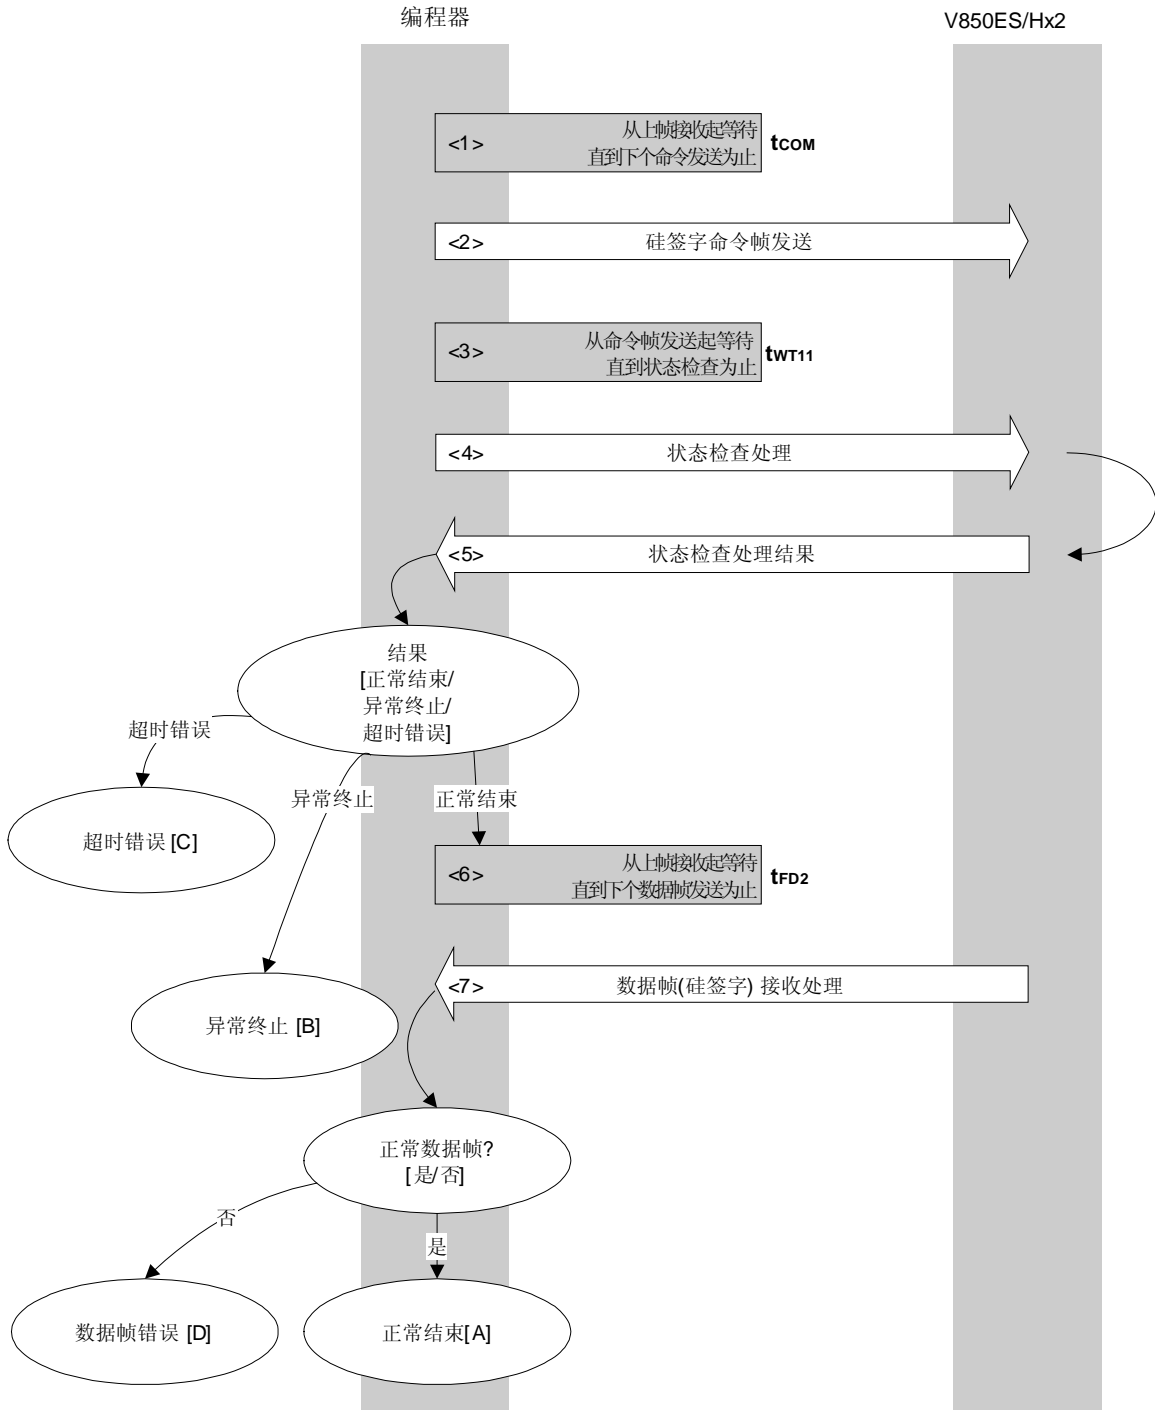 编程器
V850ES/Hx2
<1> 从上帧接收起等待
直到下个命令发送为止
tCOM
<2> 硅签字命令帧发送
<3> 从命令帧发送起等待
直到状态检查为止
tWT11
<4> 状态检查处理
<5> 状态检查处理结果
结果
[正常结束/
异常终止/
超时错误]
超时错误
异常终止
正常结束
超时错误 [C]
<6> 从上帧接收起等待
直到下个数据帧发送为止
tFD2
<7> 数据帧(硅签字) 接收处理
异常终止 [B]
正常数据帧?
[是/否]
否
是
数据帧错误 [D]
正常结束[A]